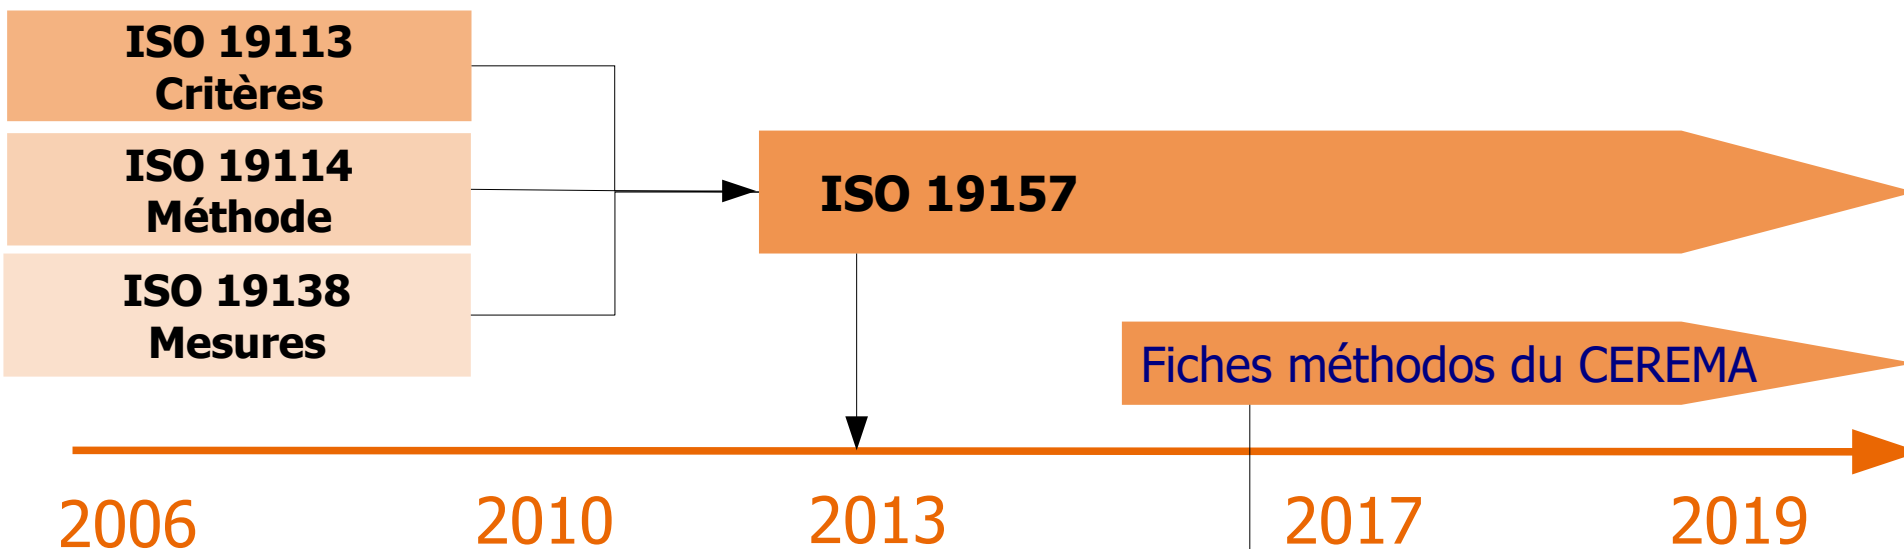 ISO 19113
Critères
ISO 19114
Méthode
ISO 19138
Mesures
ISO 19157
Fiches méthodos du CEREMA
2006
2010
2013
2017
2019